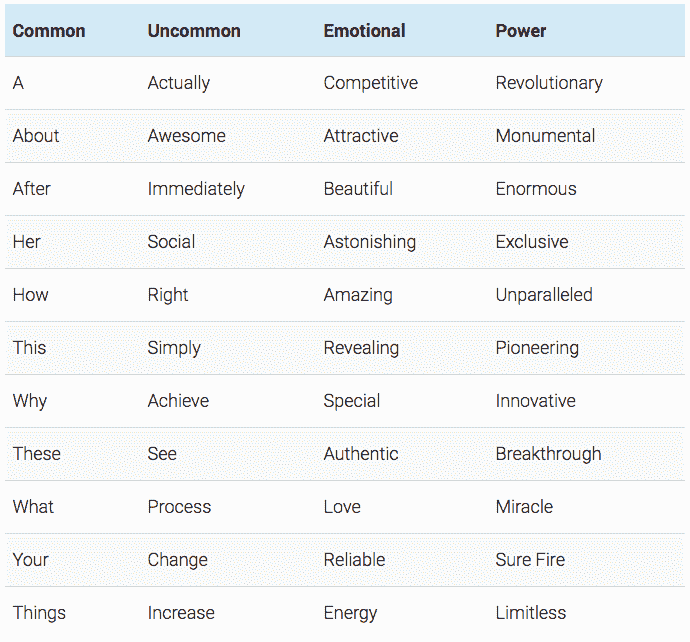 Common Uncommon Emotional Power
A Actually Competitive Revolutionary
About Awesome Attractive Monumental
After Immediately Beautiful Enormous
Her Social Astonishing Exclusive
How Right Amazing Unparalleled
This Simply Revealing Pioneering
Why Achieve Special Innovative
These See Authentic Breakthrough
What Process Love Miracle
Your Change Reliable Sure Fire
Things Increase Energy Limitless